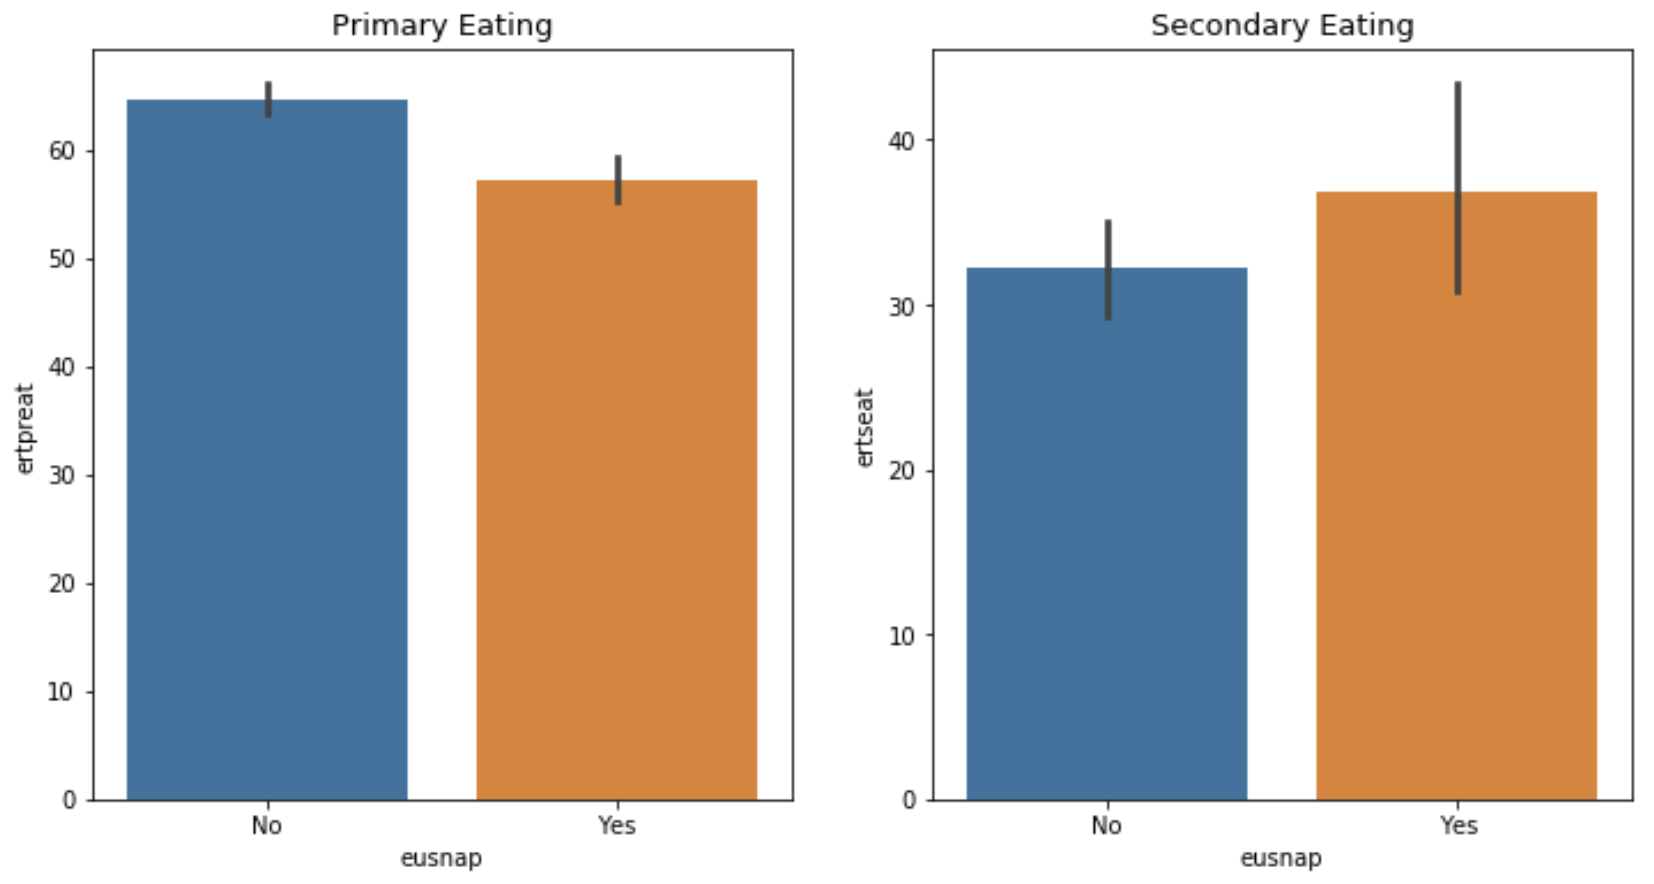 Primary Eating
ertpreat
60
50
40
30
20
10
0
No Yes
eusnap
Secondary Eating
ertseat
40
30
20
10
0
No Yes
eusnap